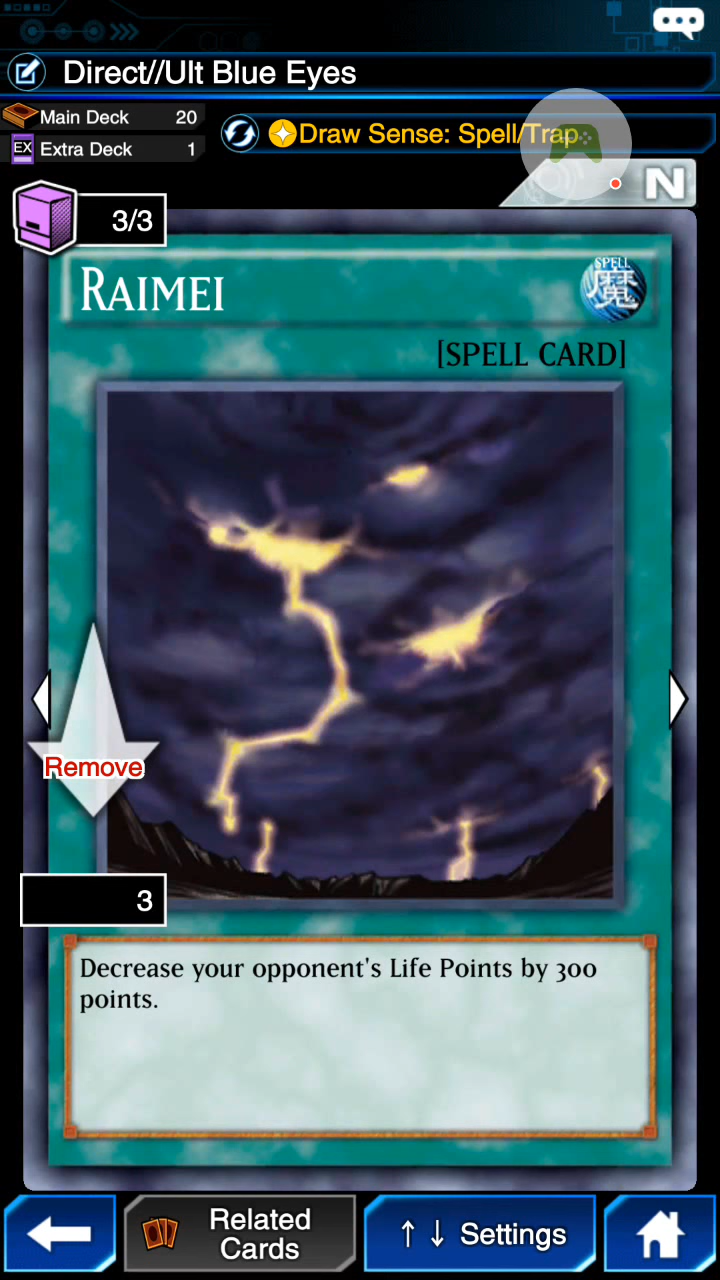 Direct//Ult Blue Eyes
Main Deck 20
Draw Sense: Spell/Trap
EX Extra Deck 1
N
3/3
RAIMEI
SPELL
魔
[SPELL CARD]
Remove
3
Decrease your opponent's Life Points by 300
points.
Related
Cards
↑↓ Settings